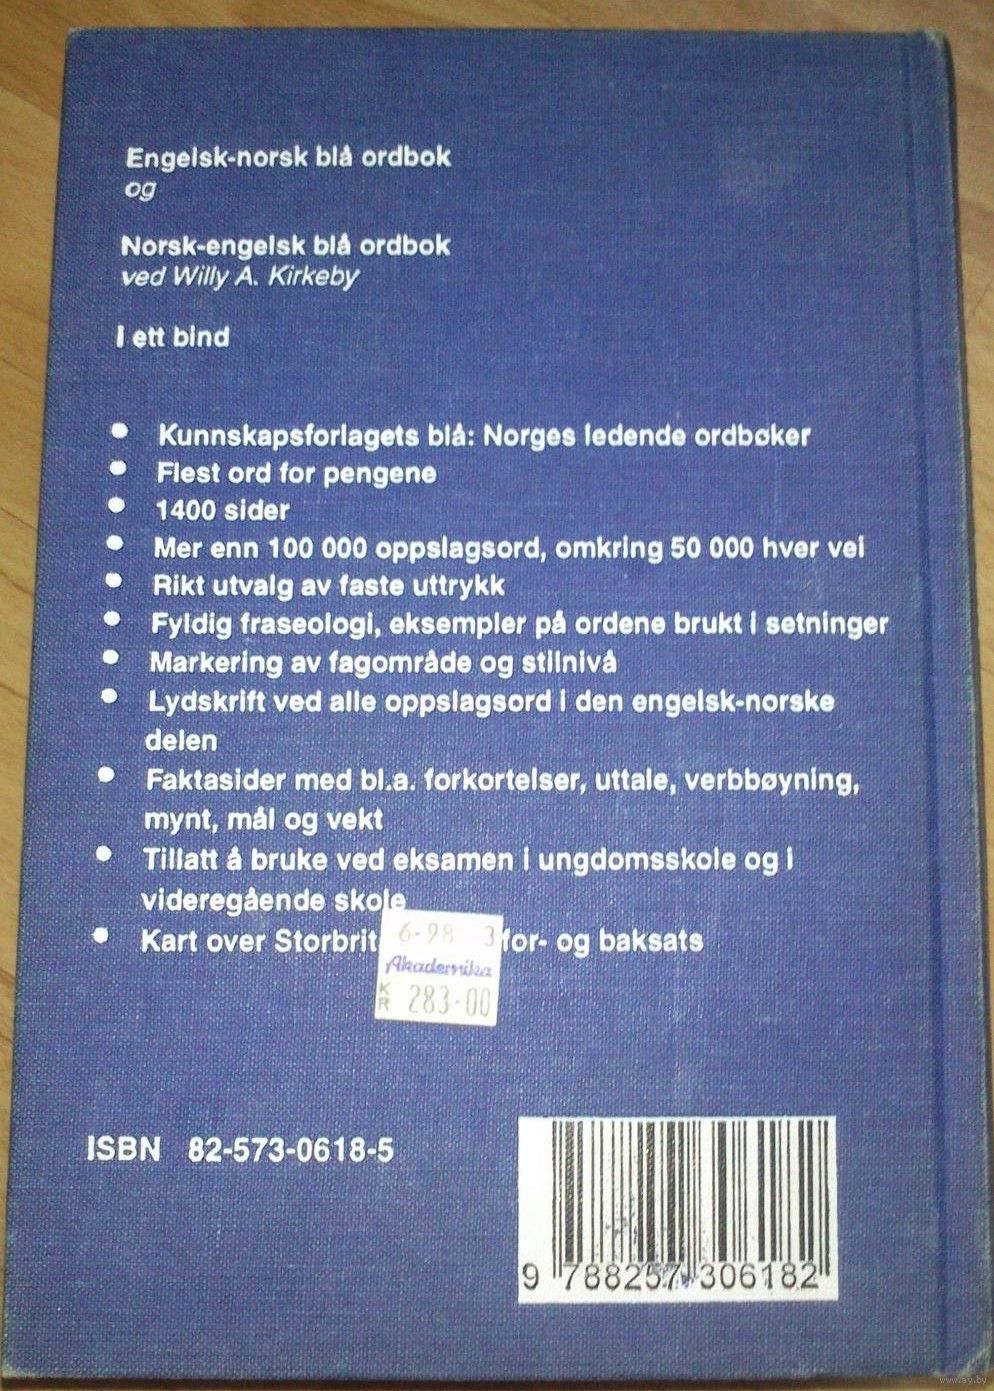 Engelsk-norsk blå ordbok
og
Norsk-engelsk blå ordbok
ved Willy A. Kirkeby
I ett bind
• Kunnskapsforlagets blå: Norges ledende ordbøker
• Flest ord for pengene
• 1400 sider
• Mer enn 100 000 oppslagsord, omkring 50 000 hver vei
• Rikt utvalg av faste uttrykk
• Fyldig fraseologi, eksempler på ordene brukt i setninger
• Markering av fagområde og stilnivå
• Lydskrift ved alle oppslagsord i den engelsk-norske
delen
• Faktasider med bl.a. forkortelser, uttale, verbbøyning,
mynt, mål og vekt
• Tillatt å bruke ved eksamen i ungdomsskole og i
videregående skole
• Kart over Storbrit for- og baksats
6-98 3
Akademika
KR 283-00
ISBN 82-573-0618-5
9 788257 306182
www.ay.by